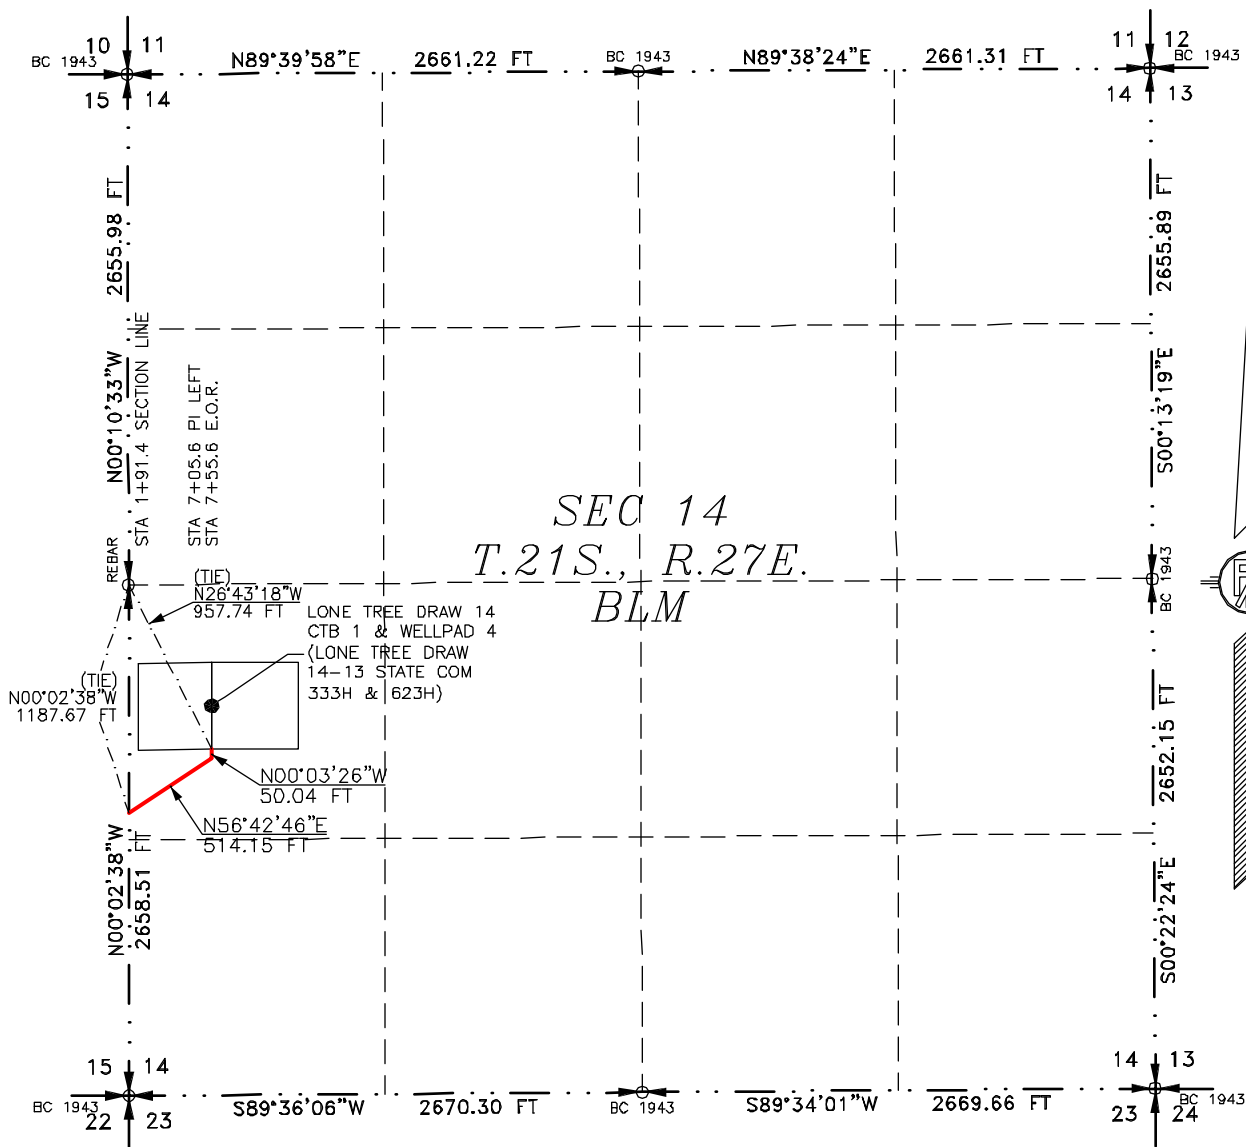 10 11
BC 1943
15 14
N89°39'58"E 2661.22 FT
BC 1943
N89°38'24"E 2661.31 FT
11 12
BC 1943
14 13
2655.98 FT
N00°10'33"W
STA 1+91.4 SECTION LINE
STA 7+05.6 PI LEFT
STA 7+55.6 E.O.R.
2655.89 FT
S00°13'19"E
SEC 14
T.21S., R.27E.
BLM
REBAR
BC 1943
(TIE)
N26°43'18"W
957.74 FT
LONE TREE DRAW 14
CTB 1 & WELLPAD 4
(LONE TREE DRAW
14-13 STATE COM
333H & 623H)
(TIE)
N00°02'38"W
1187.67 FT
N00°03'26"W
50.04 FT
N56°42'46"E
514.15 FT
N00°02'38"W
2658.51 FT
2652.15 FT
S00°22'24"E
15 14
BC 1943
22 23
S89°36'06"W 2670.30 FT
BC 1943
S89°34'01"W 2669.66 FT
14 13
BC 1943
23 24